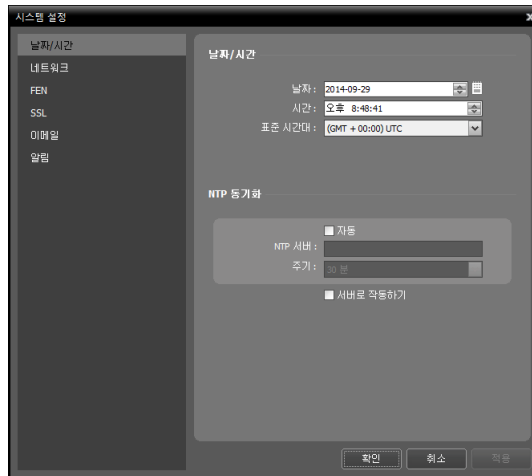 시스템 설정
날짜/시간
네트워크
FEN
SSL
이메일
알림
날짜/시간
날짜 : 2014-09-29
시간 : 오후 8:48:41
표준 시간대 : (GMT + 00:00) UTC
NTP 동기화
자동
NTP 서버 :
주기 : 30 분
서버로 작동하기
확인 취소 적용